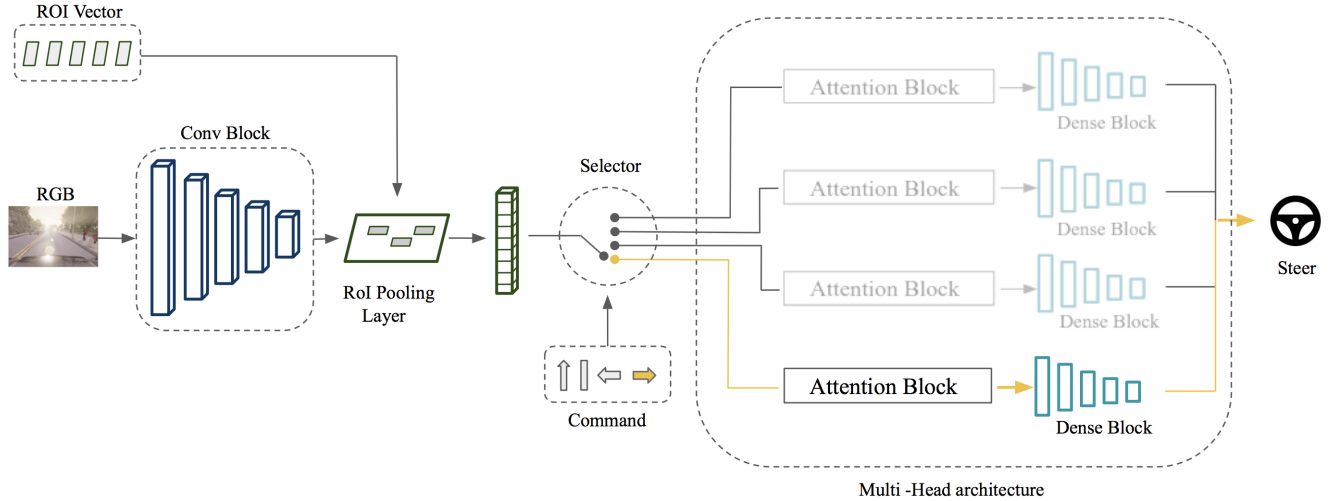 ROI Vector
Conv Block
RGB
RoI Pooling
Layer
Selector
Command
Attention Block
Dense Block
Attention Block
Dense Block
Attention Block
Dense Block
Attention Block
Dense Block
Steer
Multi -Head architecture